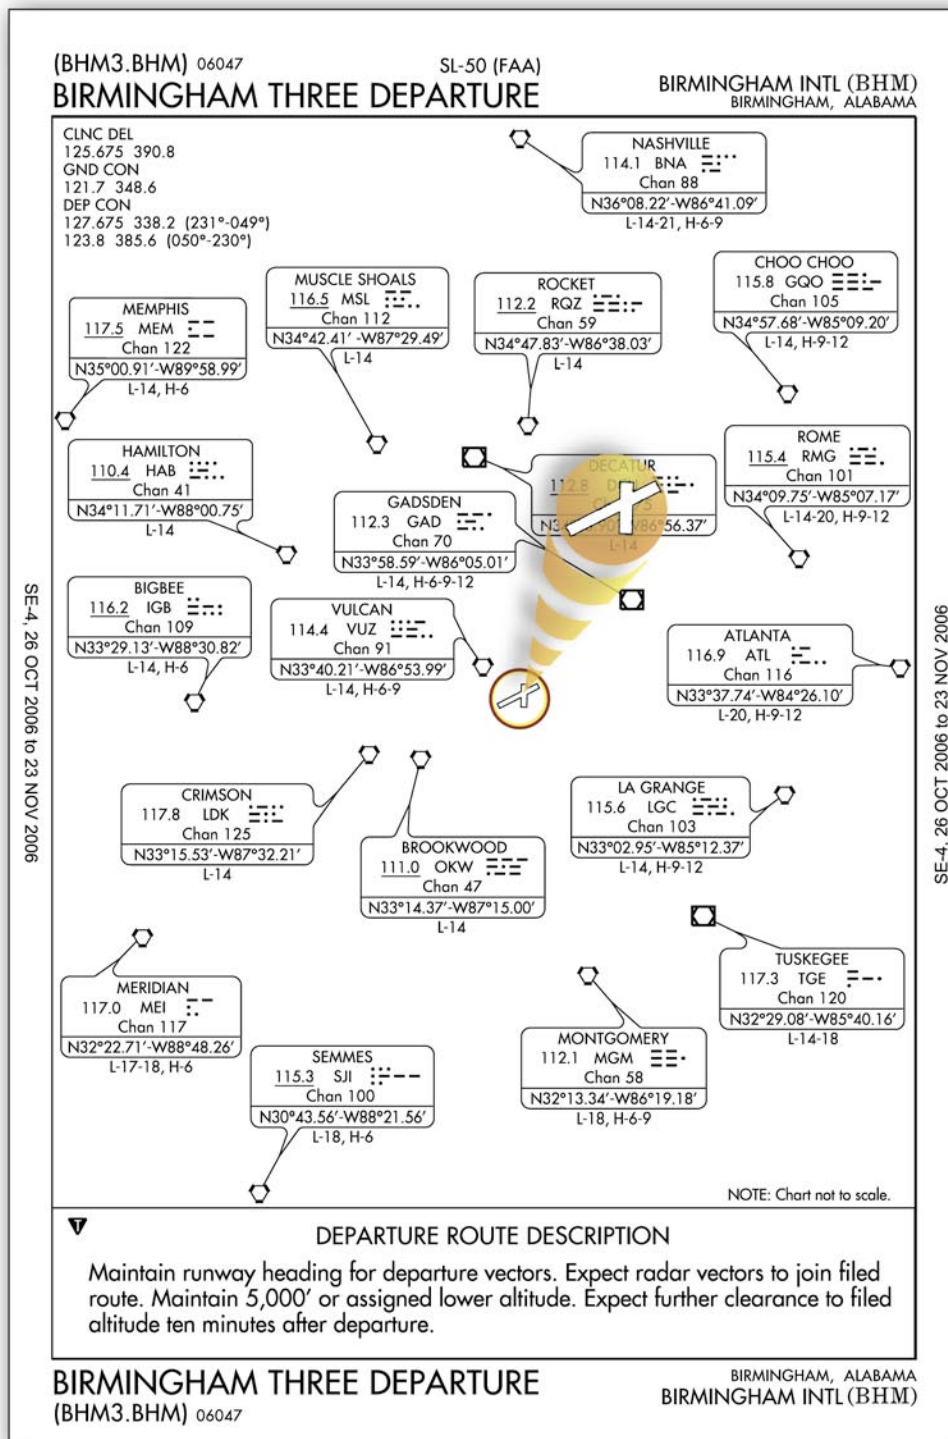 (BHM3.BHM) 06047
SL-50 (FAA)
BIRMINGHAM THREE DEPARTURE
BIRMINGHAM INTL (BHM)
BIRMINGHAM, ALABAMA
CLNC DEL
125.675 390.8
GND CON
121.7 348.6
DEP CON
127.675 338.2 (231°-049°)
123.8 385.6 (050°-230°)
NASHVILLE
114.1 BNA
Chan 88
N36°08.22′-W86°41.09′
L-14-21, H-6-9
CHOO CHOO
115.8 GQO
Chan 105
N34°57.68′-W85°09.20′
L-14, H-9-12
MUSCLE SHOALS
116.5 MSL
Chan 112
N34°42.41′ -W87°29.49′
L-14
ROCKET
112.2 RQZ
Chan 59
N34°47.83′-W86°38.03′
L-14
MEMPHIS
117.5 MEM
Chan 122
N35°00.91′-W89°58.99′
L-14, H-6
HAMILTON
110.4 HAB
Chan 41
N34°11.71′-W88°00.75′
L-14
DECATUR
112.8
W86°56.37′
L-14
ROME
115.4 RMG
Chan 101
N34°09.75′-W85°07.17′
L-14-20, H-9-12
GADSDEN
112.3 GAD
Chan 70
N33°58.59′-W86°05.01′
L-14, H-6-9-12
BIGBEE
116.2 IGB
Chan 109
N33°29.13′-W88°30.82′
L-14, H-6
VULCAN
114.4 VUZ
Chan 91
N33°40.21′-W86°53.99′
L-14, H-6-9
ATLANTA
116.9 ATL
Chan 116
N33°37.74′-W84°26.10′
L-20, H-9-12
SE-4, 26 OCT 2006 to 23 NOV 2006
SE-4, 26 OCT 2006 to 23 NOV 2006
CRIMSON
117.8 LDK
Chan 125
N33°15.53′-W87°32.21′
L-14
LA GRANGE
115.6 LGC
Chan 103
N33°02.95′-W85°12.37′
L-14, H-9-12
BROOKWOOD
111.0 OKW
Chan 47
N33°14.37′-W87°15.00′
L-14
TUSKEGEE
117.3 TGE
Chan 120
N32°29.08′-W85°40.16′
L-14-18
MERIDIAN
117.0 MEI
Chan 117
N32°22.71′-W88°48.26′
L-17-18, H-6
MONTGOMERY
112.1 MGM
Chan 58
N32°13.34′-W86°19.18′
L-18, H-6-9
SEMMES
115.3 SJI
Chan 100
N30°43.56′-W88°21.56′
L-18, H-6
NOTE: Chart not to scale.
T
DEPARTURE ROUTE DESCRIPTION
Maintain runway heading for departure vectors. Expect radar vectors to join filed
route. Maintain 5,000′ or assigned lower altitude. Expect further clearance to filed
altitude ten minutes after departure.
BIRMINGHAM THREE DEPARTURE
(BHM3.BHM) 06047
BIRMINGHAM, ALABAMA
BIRMINGHAM INTL (BHM)